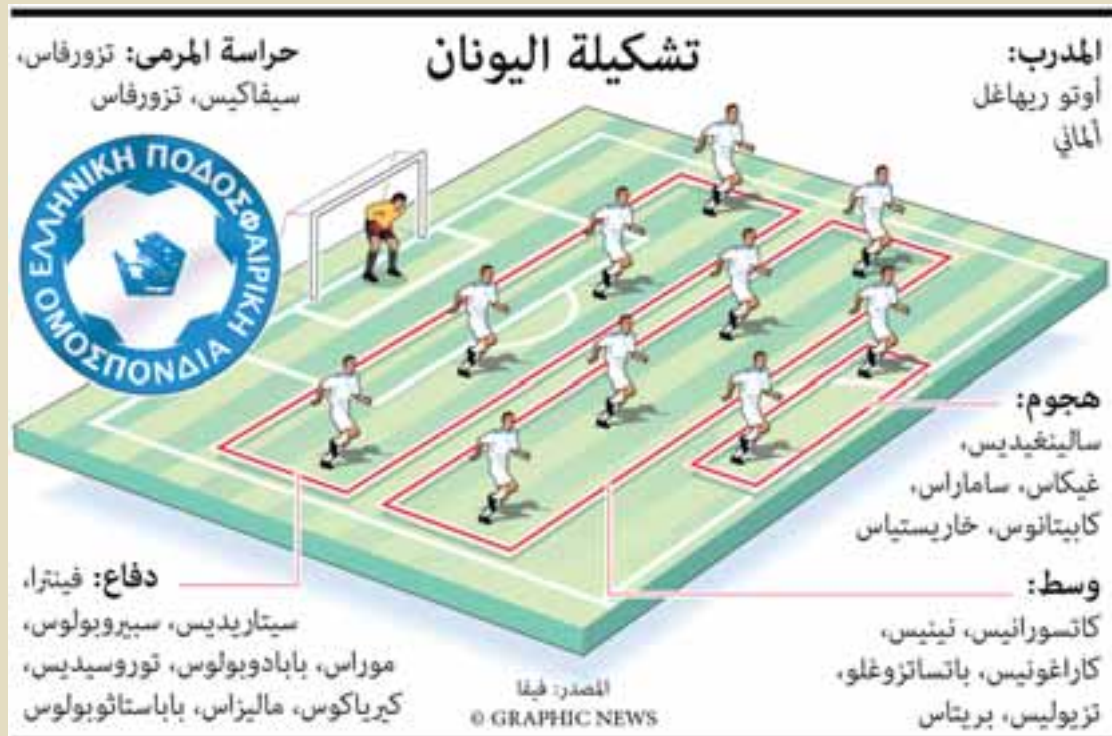 تشكيلة اليونان
المدرب:
أوتو ريهاغل
ألماني
حراسة المرمى: تزورفاس،
سيفاكيس، تزورفاس
ΕΛΛΗΝΙΚΗ ΠΟΔΟΣΦΑΙΡΙΚΗ
ΟΜΟΣΠΟΝΔΙΑ
هجوم:
سالينغيديس،
غيكاس، ساماراس،
كابيتانوس، خاريستياس
وسط:
كاتسورانيس، نينيس،
كاراغونيس، باتساتزوغلو،
تزيوليس، بريتاس
دفاع: فينترا،
سيتاريديس، سبيروبولوس،
موراس، بابادوبولوس، توروسيديس،
كيرياكوس، ماليزاس، باباستاثوبولوس
المصدر: فيفا
© GRAPHIC NEWS